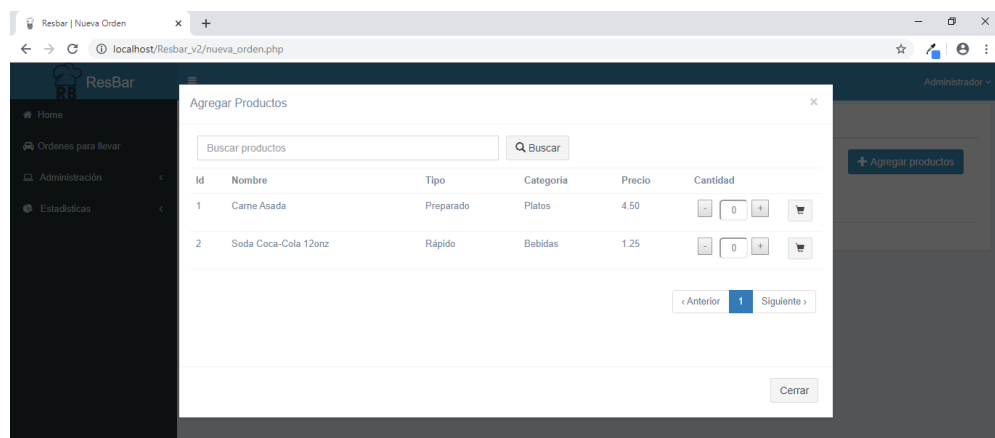 Resbar | Nueva Orden
localhost/Resbar_v2/nueva_orden.php
RB ResBar
Administrador
Home
Ordenes para llevar
Administración
Estadísticas
Agregar Productos ×
Buscar productos Buscar
+ Agregar productos
Id Nombre Tipo Categoría Precio Cantidad
1 Carne Asada Preparado Platos 4.50 - 0 +
2 Soda Coca-Cola 12onz Rápido Bebidas 1.25 - 0 +
‹ Anterior 1 Siguiente ›
Cerrar